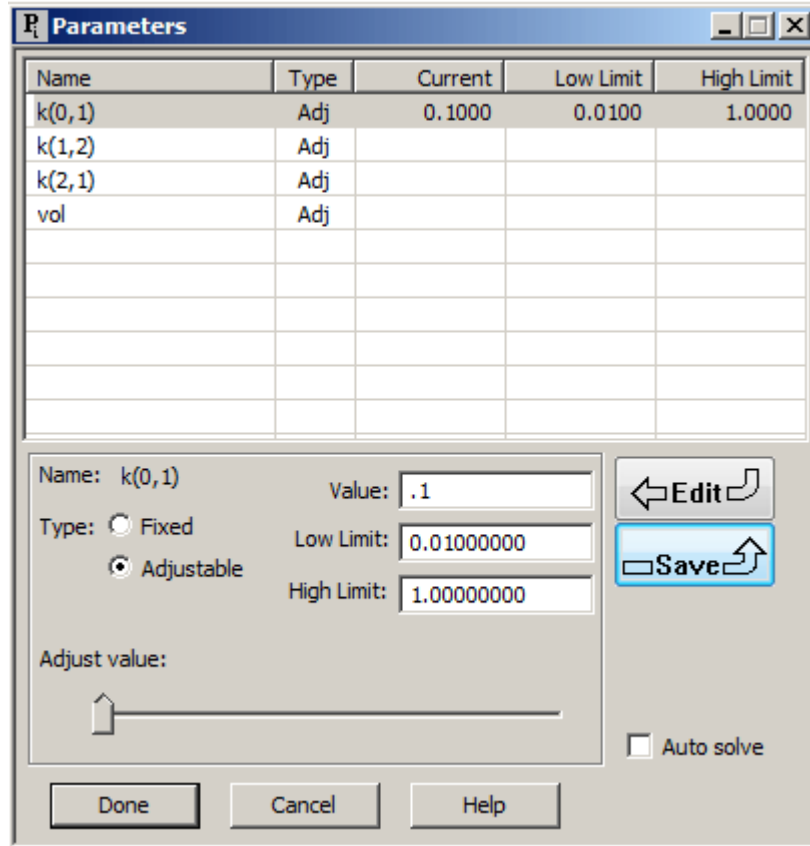 Pi Parameters
Name Type Current Low Limit High Limit
k(0,1) Adj 0.1000 0.0100 1.0000
k(1,2) Adj
k(2,1) Adj
vol Adj
Name: k(0,1)
Value: .1
Edit
Type: Fixed
Low Limit: 0.01000000
Save
Adjustable
High Limit: 1.00000000
Adjust value:
Auto solve
Done Cancel Help